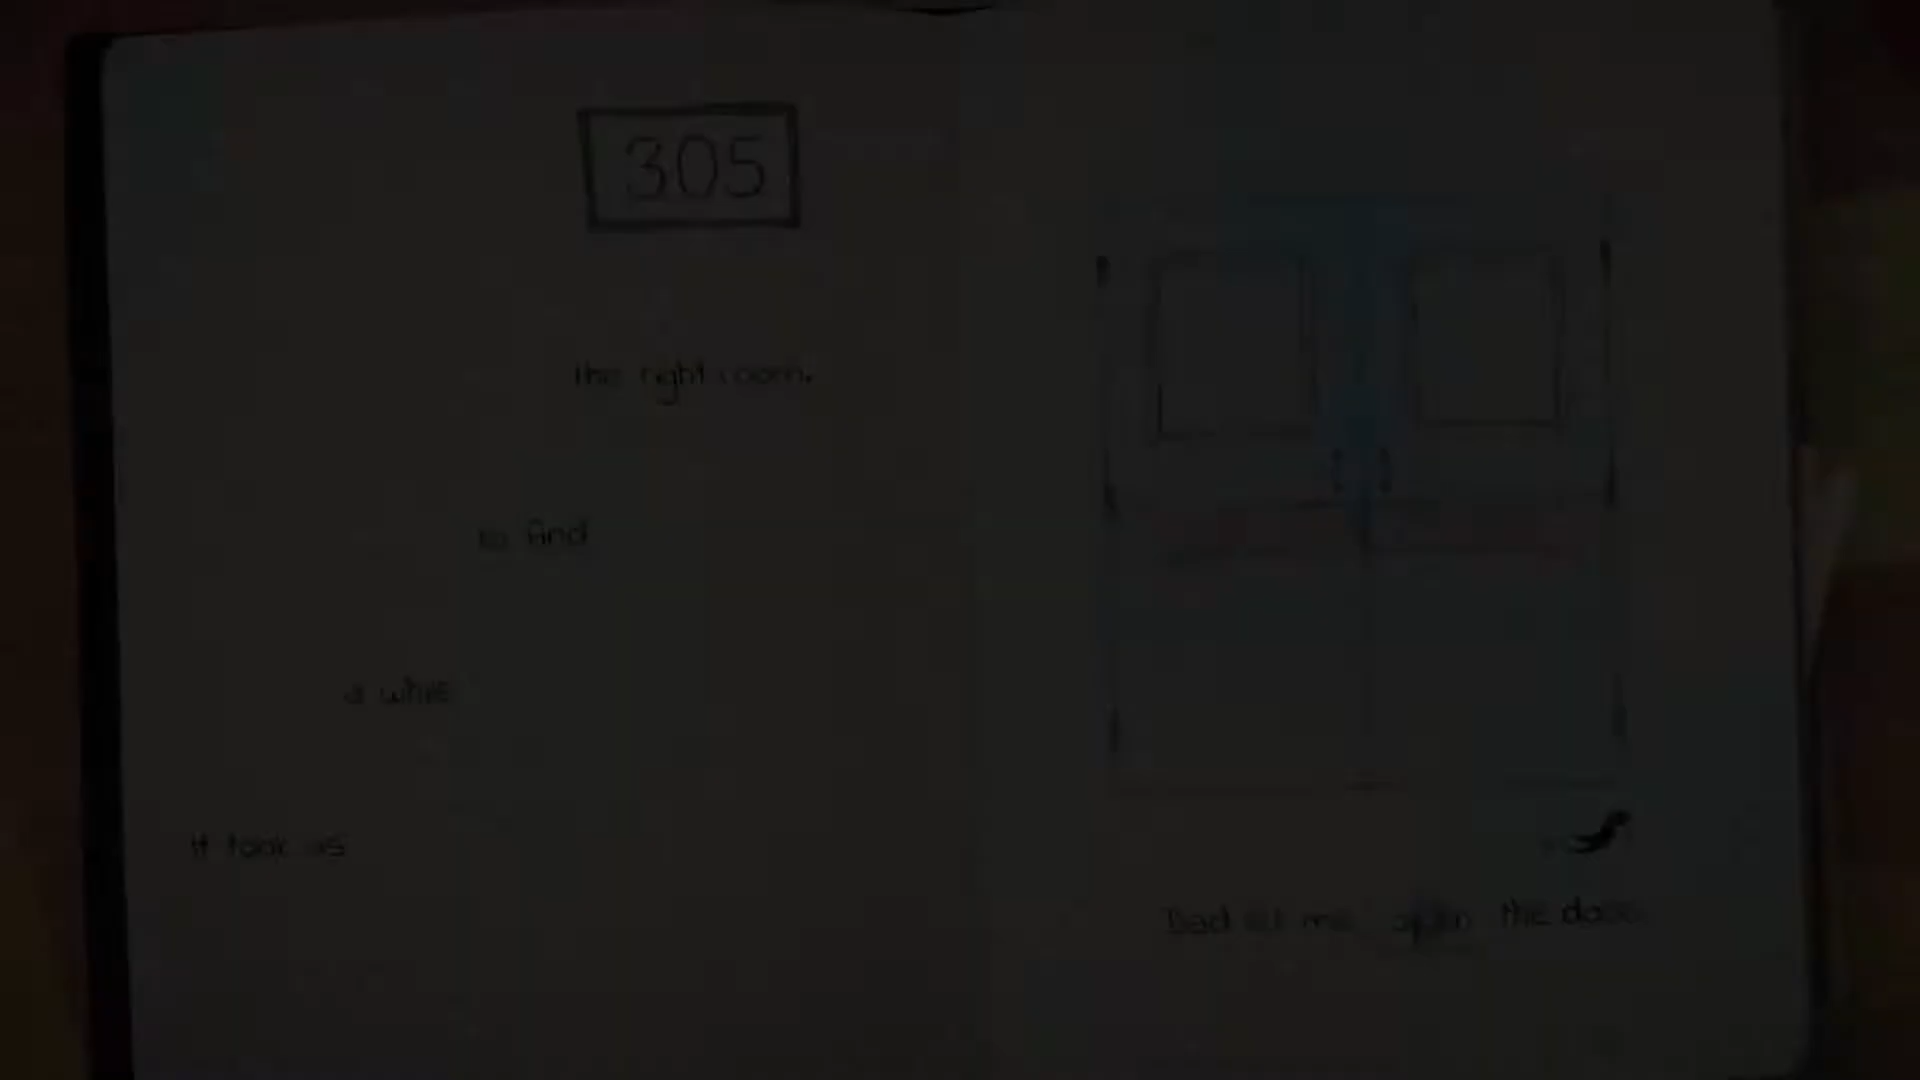 305
the right room.
to find
a while
it took us
Dad let me open the door.